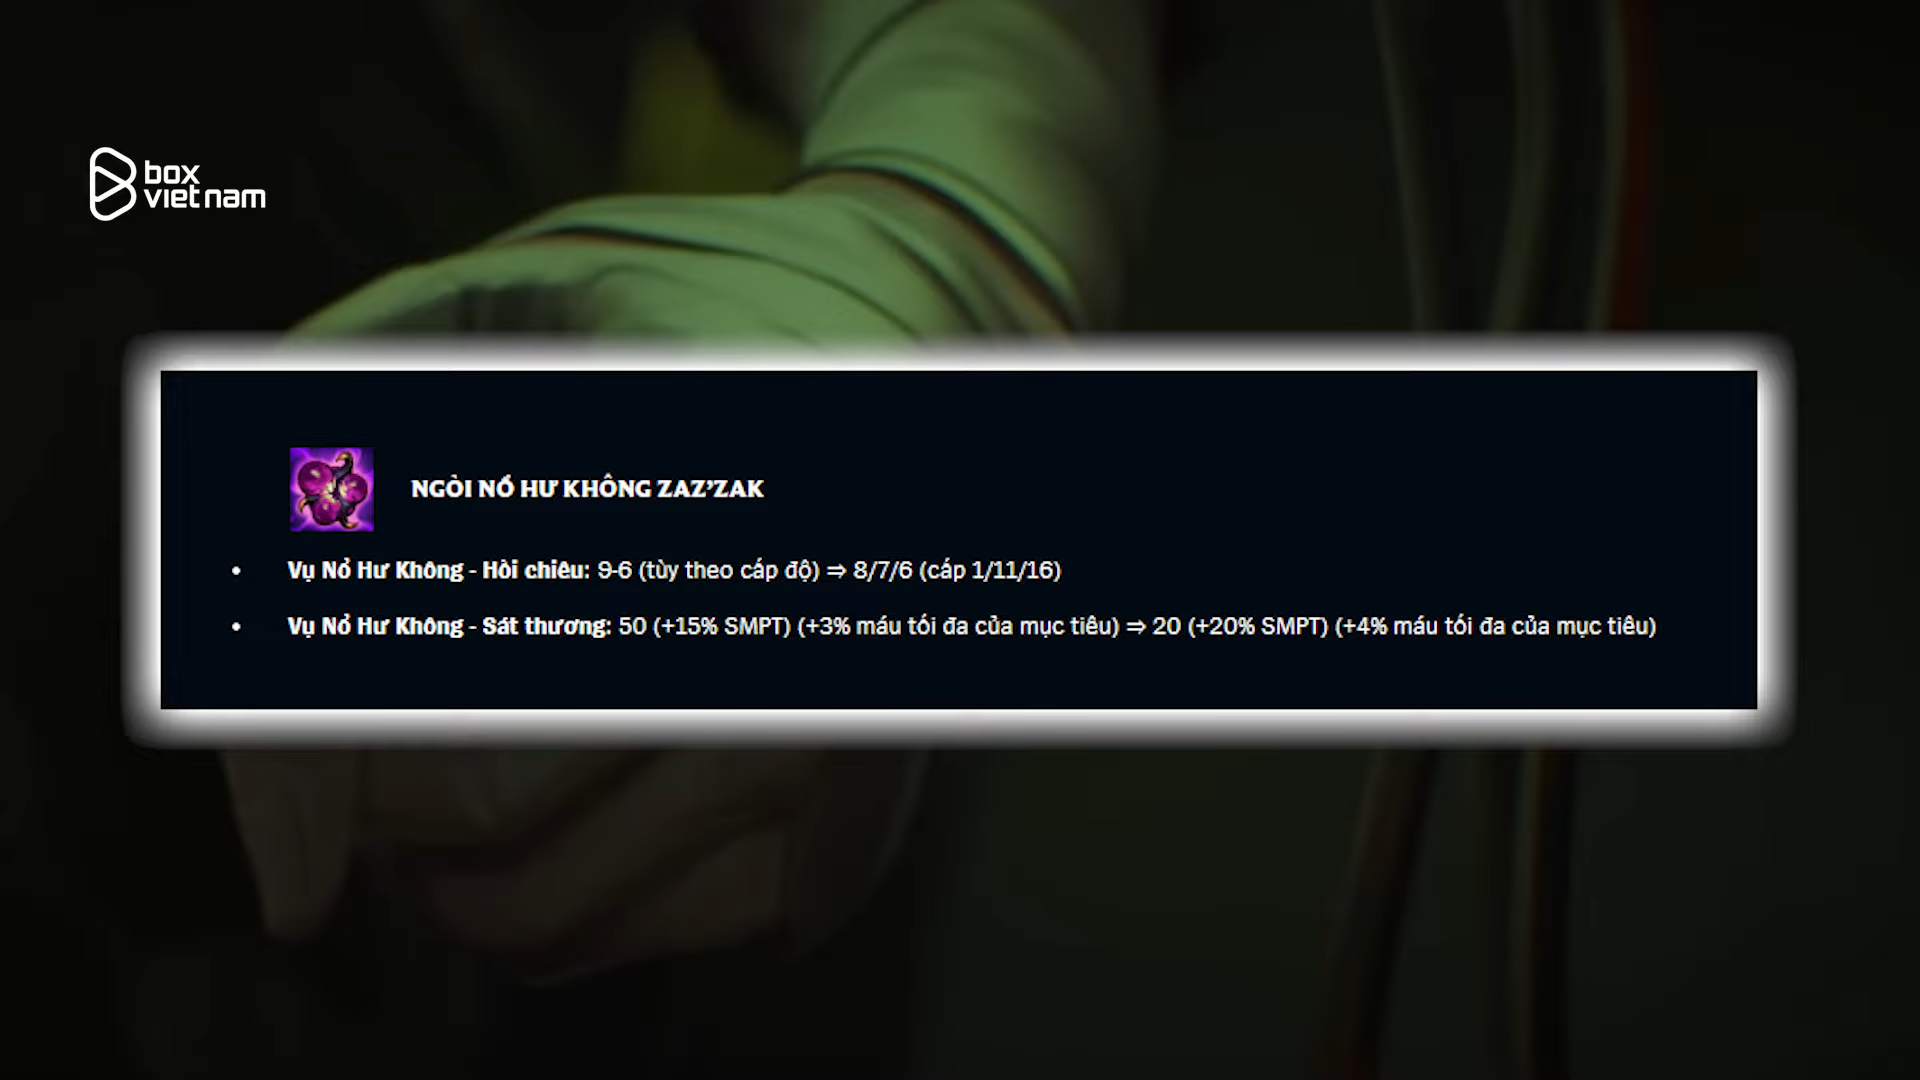 box
vietnam
NGÒI NỔ HƯ KHÔNG ZAZ’ZAK
• Vụ Nổ Hư Không - Hồi chiêu: 9-6 (tùy theo cấp độ) ⇒ 8/7/6 (cấp 1/11/16)
• Vụ Nổ Hư Không - Sát thương: 50 (+15% SMPT) (+3% máu tối đa của mục tiêu) ⇒ 20 (+20% SMPT) (+4% máu tối đa của mục tiêu)